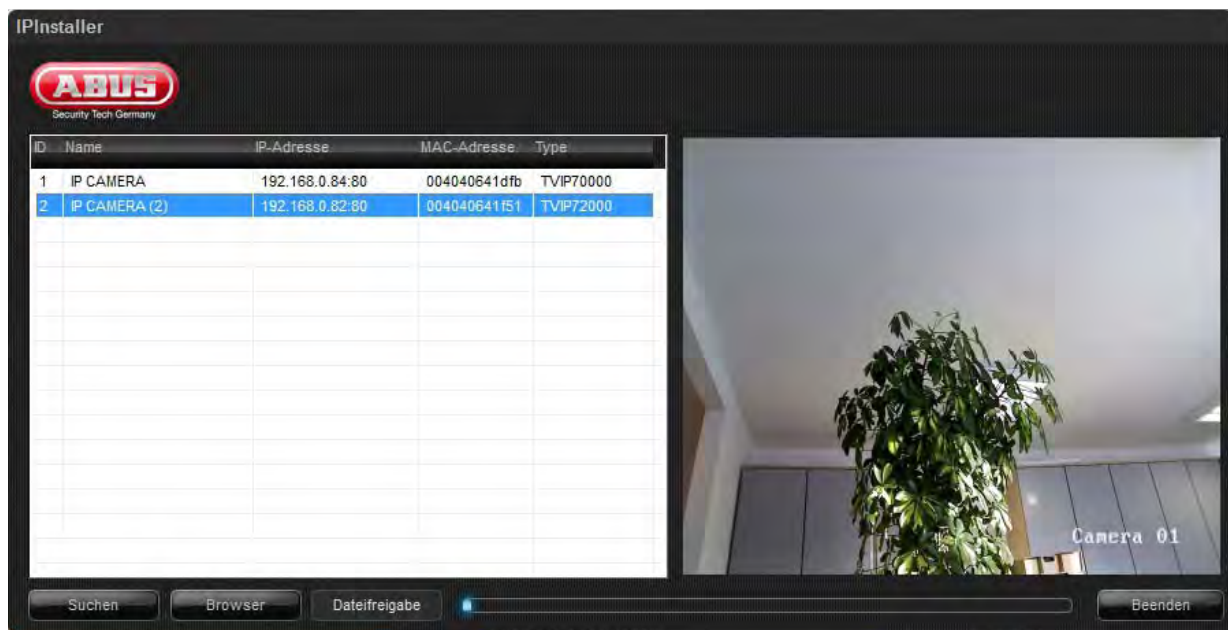 IPInstaller
ABUS
Security Tech Germany
ID Name IP-Adresse MAC-Adresse Type
1 IP CAMERA 192.168.0.84:80 004040641dfb TVIP70000
2 IP CAMERA (2) 192.168.0.82:80 004040641f51 TVIP72000
Camera 01
Suchen Browser Dateifreigabe Beenden